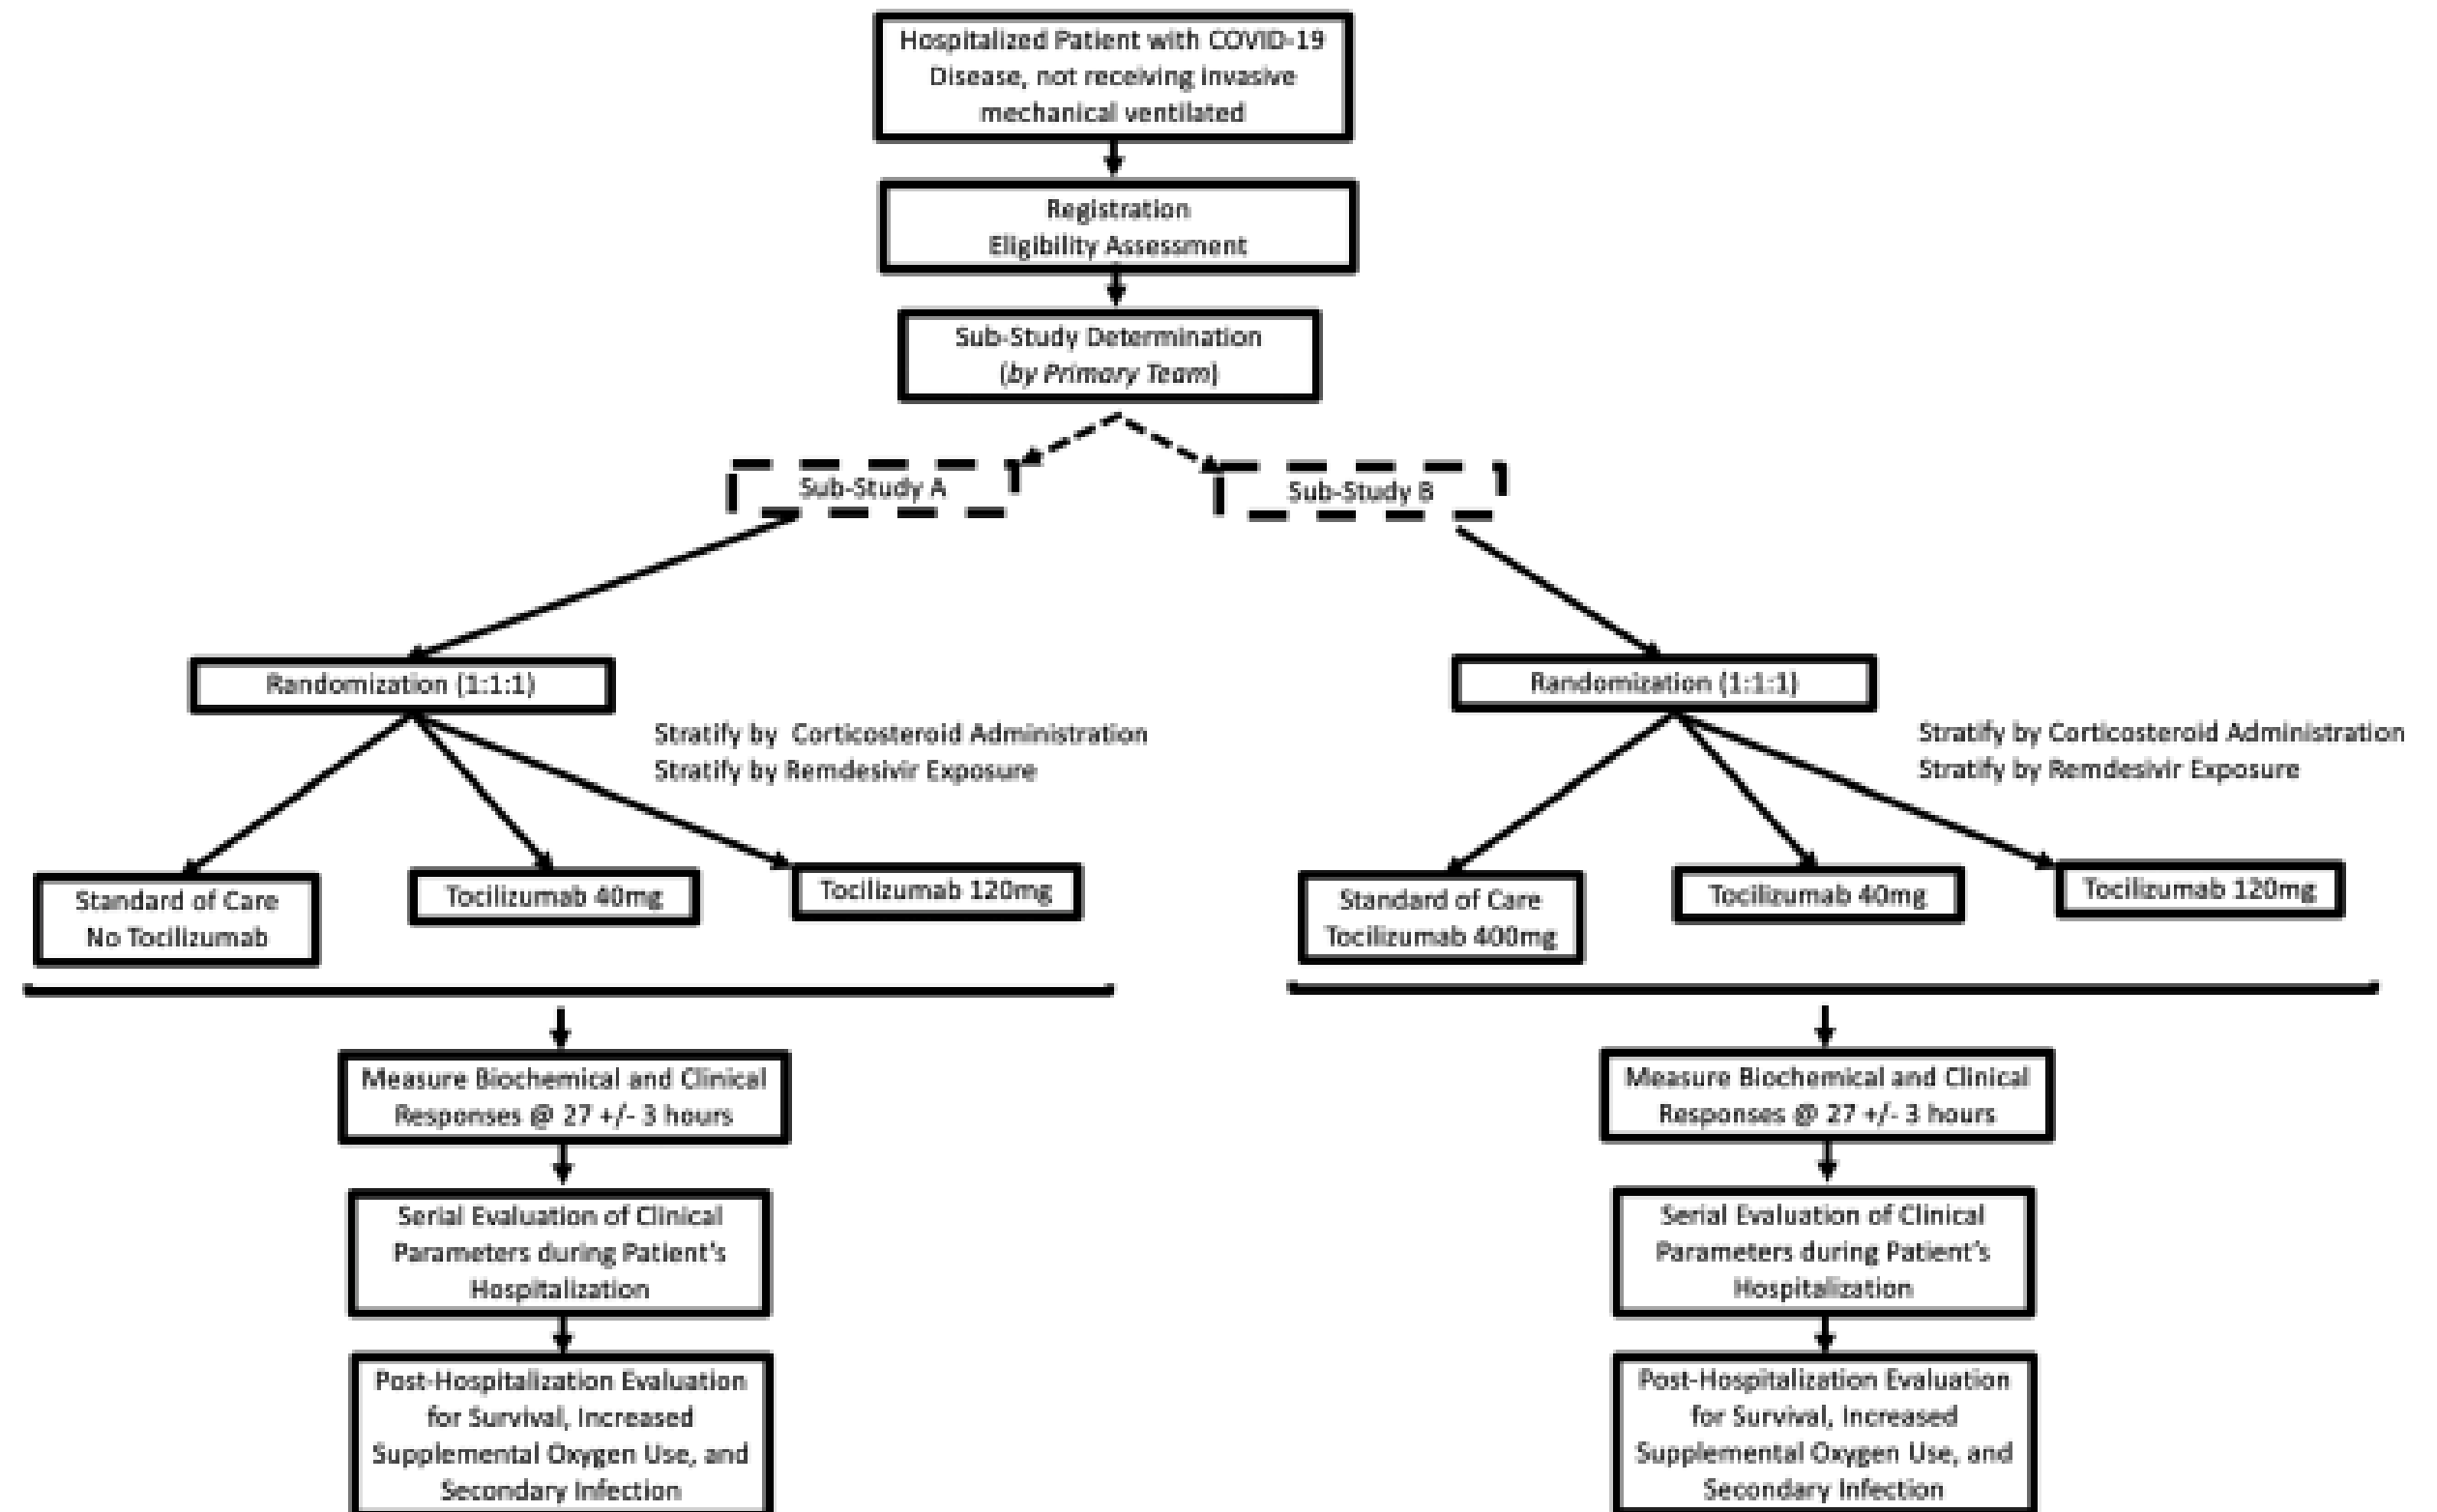 Hospitalized Patient with COVID-19
Disease, not receiving invasive
mechanical ventilated
Registration
Eligibility Assessment
Sub-Study Determination
(by Primary Team)
Sub-Study A
Sub-Study B
Randomization (1:1:1)
Stratify by Corticosteroid Administration
Stratify by Remdesivir Exposure
Standard of Care
No Tocilizumab
Tocilizumab 40mg
Tocilizumab 120mg
Measure Biochemical and Clinical
Responses @ 27 +/- 3 hours
Serial Evaluation of Clinical
Parameters during Patient's
Hospitalization
Post-Hospitalization Evaluation
for Survival, Increased
Supplemental Oxygen Use, and
Secondary Infection
Randomization (1:1:1)
Stratify by Corticosteroid Administration
Stratify by Remdesivir Exposure
Standard of Care
Tocilizumab 400mg
Tocilizumab 40mg
Tocilizumab 120mg
Measure Biochemical and Clinical
Responses @ 27 +/- 3 hours
Serial Evaluation of Clinical
Parameters during Patient's
Hospitalization
Post-Hospitalization Evaluation
for Survival, Increased
Supplemental Oxygen Use, and
Secondary Infection